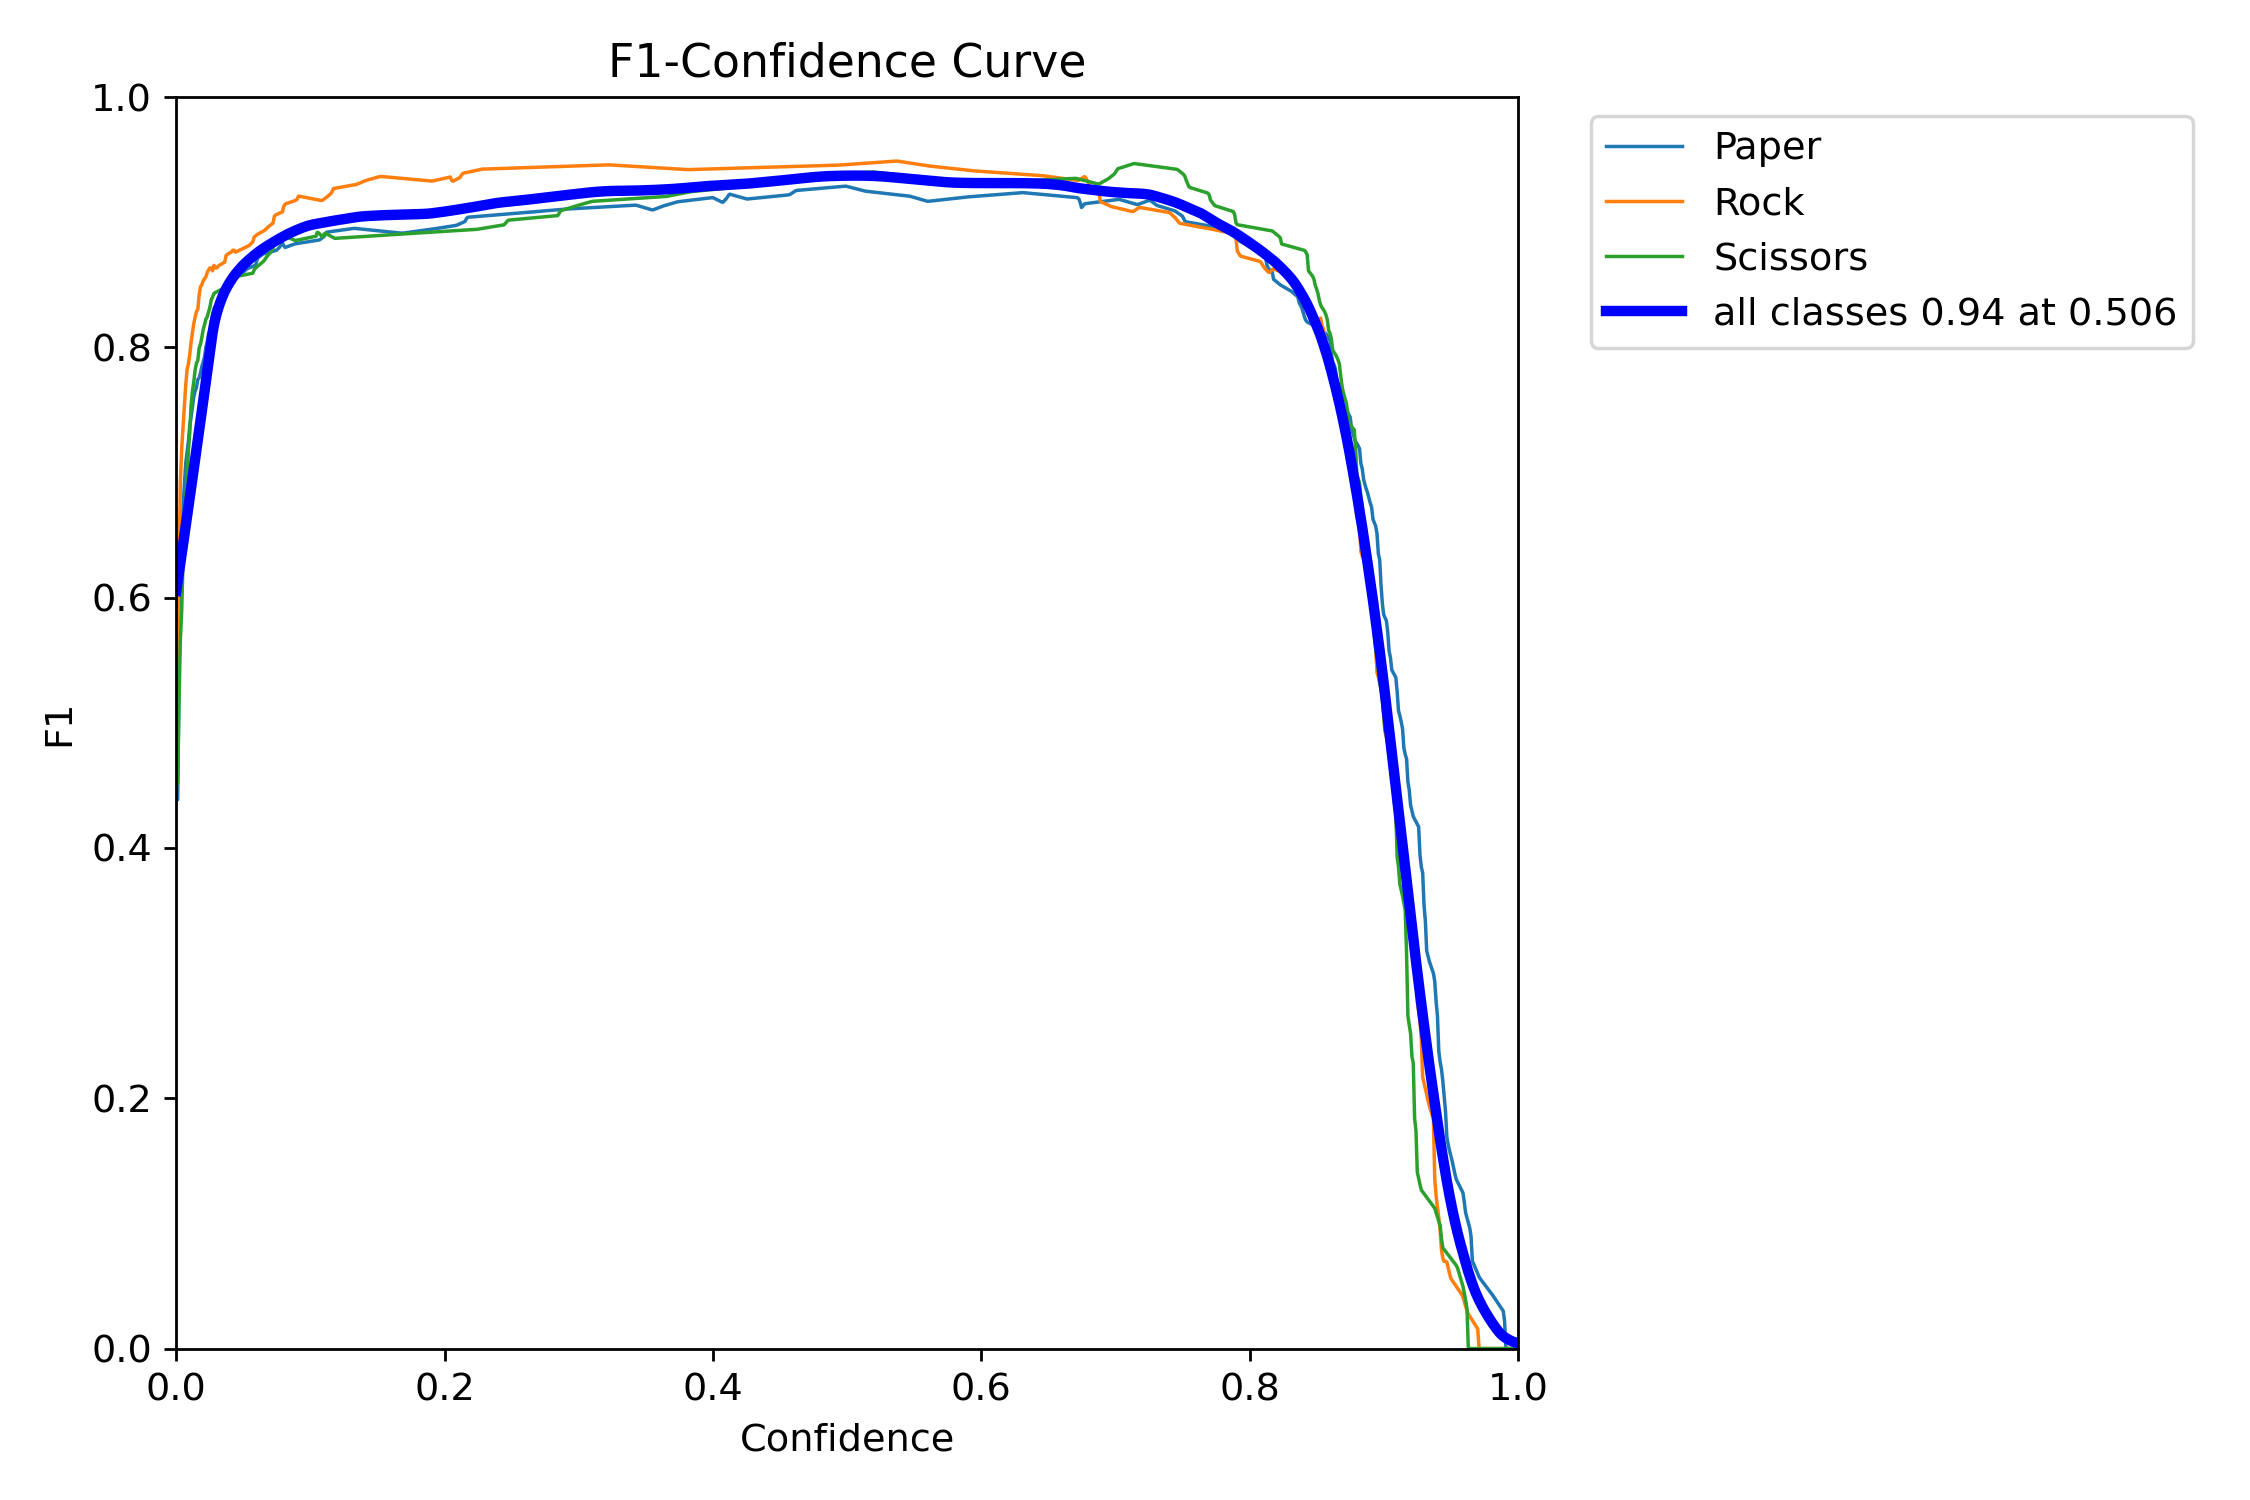 F1-Confidence Curve
1.0
0.8
0.6
0.4
0.2
0.0
F1
0.0 0.2 0.4 0.6 0.8 1.0
Confidence
Paper
Rock
Scissors
all classes 0.94 at 0.506